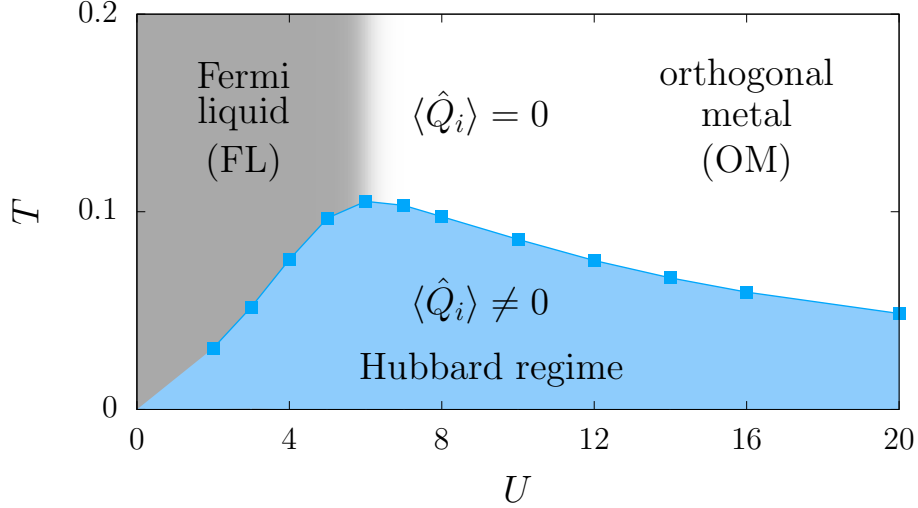 0.2
Fermi
liquid
(FL)
⟨Q̂ᵢ⟩ = 0
orthogonal
metal
(OM)
T
0.1
⟨Q̂ᵢ⟩ ≠ 0
Hubbard regime
0
0 4 8 12 16 20
U